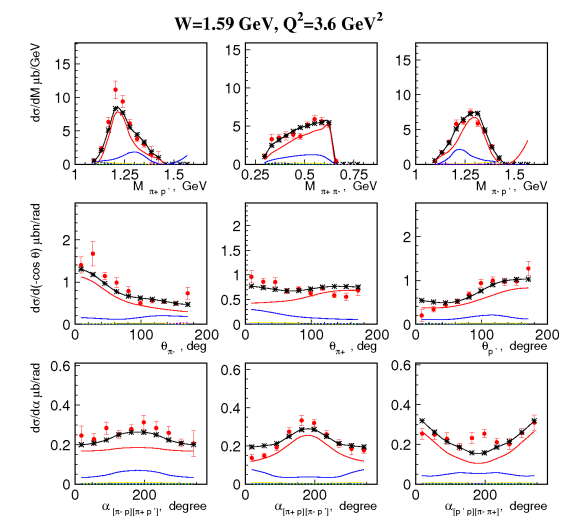 W=1.59 GeV, Q²=3.6 GeV²
dσ/dM μb/GeV
15
10
5
0
1 1.25 1.5
M π+ p ', GeV
15
10
5
0
0.25 0.50 0.75
M π+ π-, GeV
15
10
5
0
1 1.25 1.5
M π- p ', GeV
dσ/d(-cos θ) μbn/rad
2
1
0
0 100 200
θ π-, deg
2
1
0.5
0
0 100 200
θ π+, deg
2
1
0
0 100 200
θ p ', degree
dσ/dα μb/rad
0.6
0.4
0.2
0
0 200
α [π- p][π+ p '], degree
0.6
0.4
0.2
0
0 200
α [π+ p][π- p '], degree
0.6
0.4
0.2
0
0 200
α [p ' p][π- π+], degree